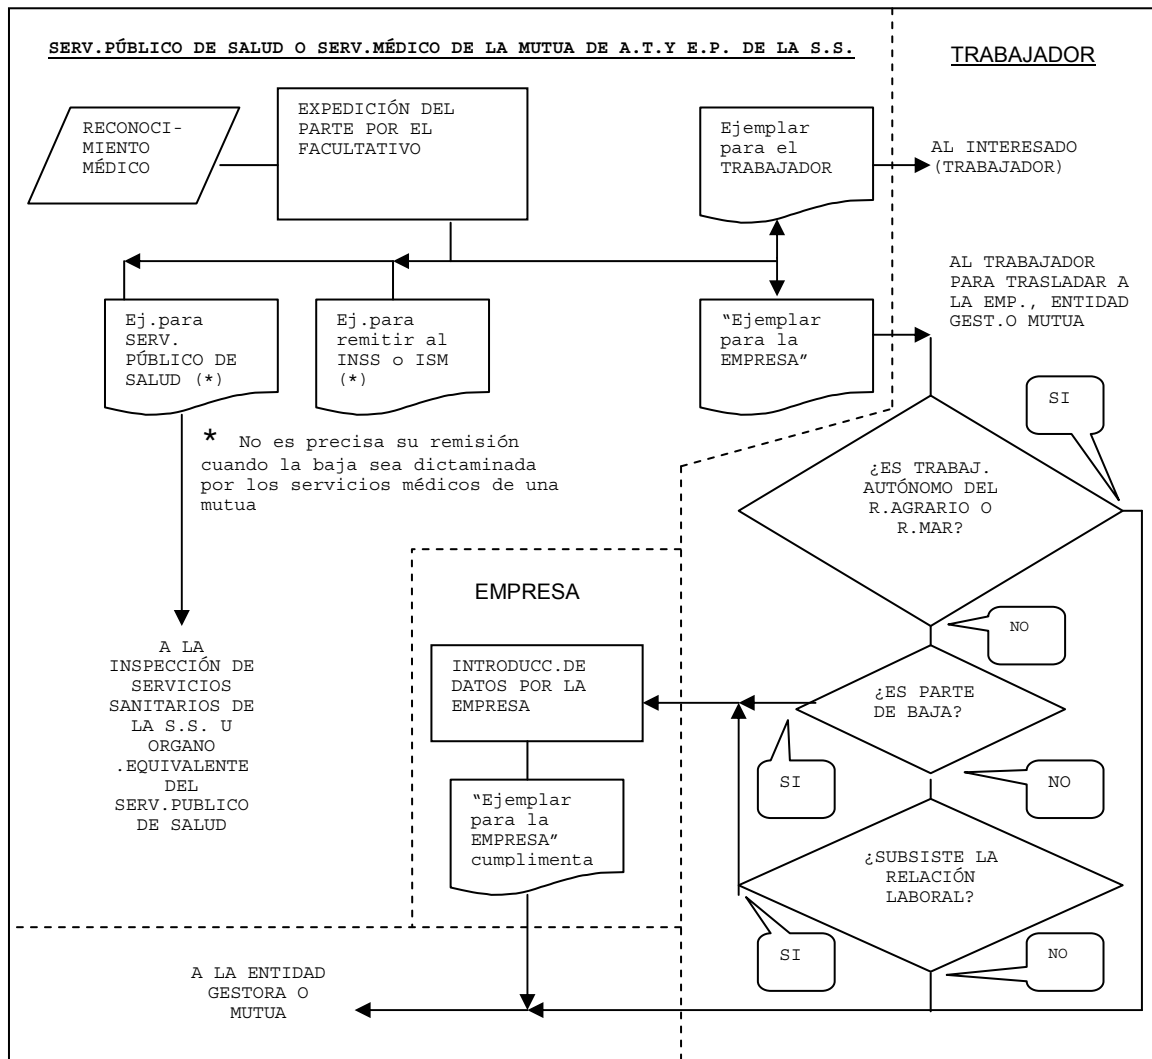 SERV.PÚBLICO DE SALUD O SERV.MÉDICO DE LA MUTUA DE A.T.Y E.P. DE LA S.S.
TRABAJADOR
RECONOCI-
MIENTO
MÉDICO
EXPEDICIÓN DEL
PARTE POR EL
FACULTATIVO
Ejemplar
para el
TRABAJADOR
AL INTERESADO
(TRABAJADOR)
Ej.para
SERV.
PÚBLICO DE
SALUD (*)
Ej.para
remitir al
INSS o ISM
(*)
“Ejemplar
para la
EMPRESA”
AL TRABAJADOR
PARA TRASLADAR A
LA EMP., ENTIDAD
GEST.O MUTUA
* No es precisa su remisión
cuando la baja sea dictaminada
por los servicios médicos de una
mutua
SI
¿ES TRABAJ.
AUTÓNOMO DEL
R.AGRARIO O
R.MAR?
NO
A LA
INSPECCIÓN DE
SERVICIOS
SANITARIOS DE
LA S.S. U
ORGANO
.EQUIVALENTE
DEL
SERV.PUBLICO
DE SALUD
EMPRESA
INTRODUCC.DE
DATOS POR LA
EMPRESA
¿ES PARTE
DE BAJA?
SI
NO
“Ejemplar
para la
EMPRESA”
cumplimenta
¿SUBSISTE LA
RELACIÓN
LABORAL?
SI
NO
A LA ENTIDAD
GESTORA O
MUTUA